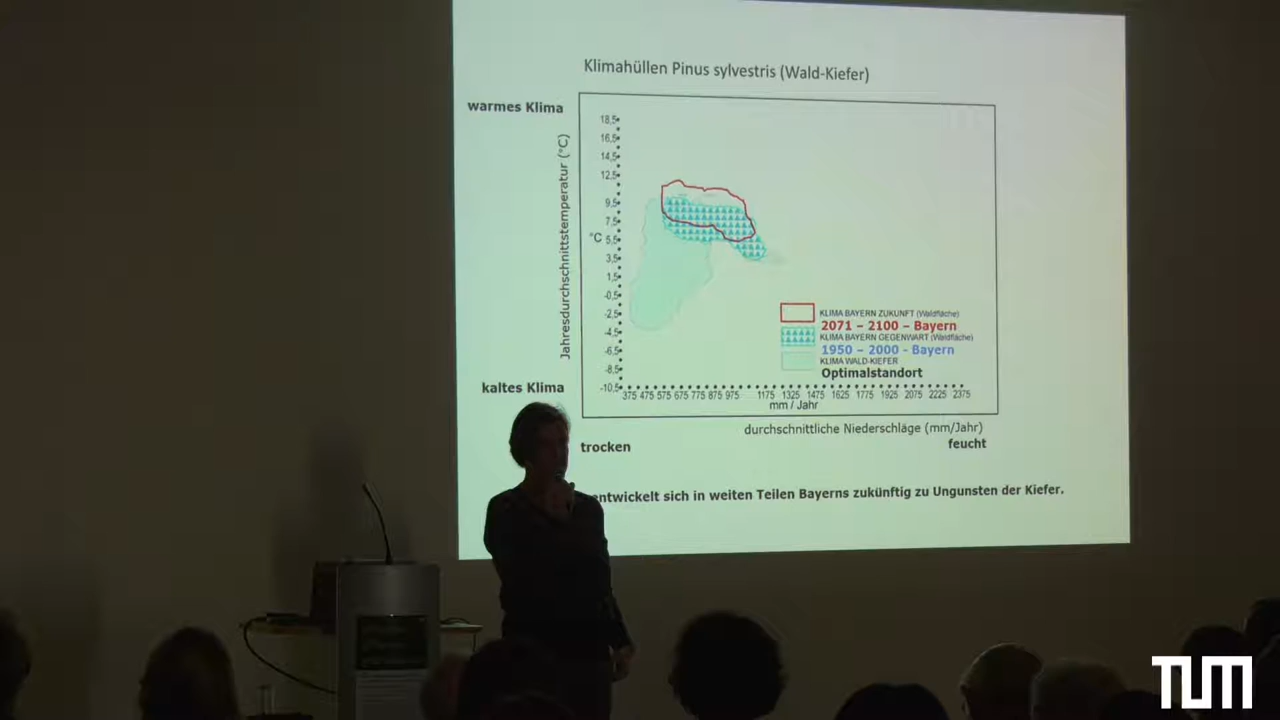 Klimahüllen Pinus sylvestris (Wald-Kiefer)
warmes Klima
Jahresdurchschnittstemperatur (°C)
18,5
16,5
14,5
12,5
9,5
7,5
°C 5,5
3,5
1,5
-0,5
-2,5
-4,5
-6,5
-8,5
-10,5
kaltes Klima
KLIMA BAYERN ZUKUNFT (Waldfläche)
2071 – 2100 – Bayern
KLIMA BAYERN GEGENWART (Waldfläche)
1950 – 2000 - Bayern
KLIMA WALD-KIEFER
Optimalstandort
375 475 575 675 775 875 975 1175 1325 1475 1625 1775 1925 2075 2225 2375
mm / Jahr
durchschnittliche Niederschläge (mm/Jahr)
trocken
feucht
entwickelt sich in weiten Teilen Bayerns zukünftig zu Ungunsten der Kiefer.
TUM